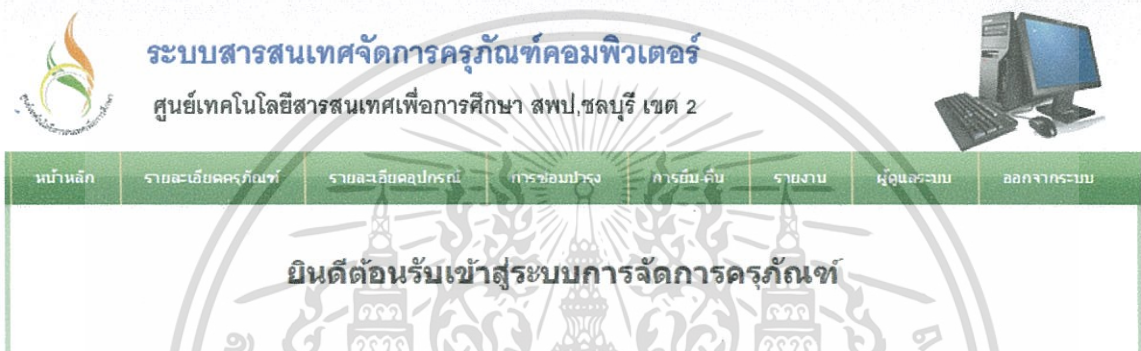 ระบบสารสนเทศจัดการครุภัณฑ์คอมพิวเตอร์
ศูนย์เทคโนโลยีสารสนเทศเพื่อการศึกษา สพป,ชลบุรี เขต 2
หน้าหลัก รายละเอียดครุภัณฑ์ รายละเอียดอุปกรณ์ การซ่อมบำรุง การยืม-คืน รายงาน ผู้ดูแลระบบ ออกจากระบบ
ยินดีต้อนรับเข้าสู่ระบบการจัดการครุภัณฑ์